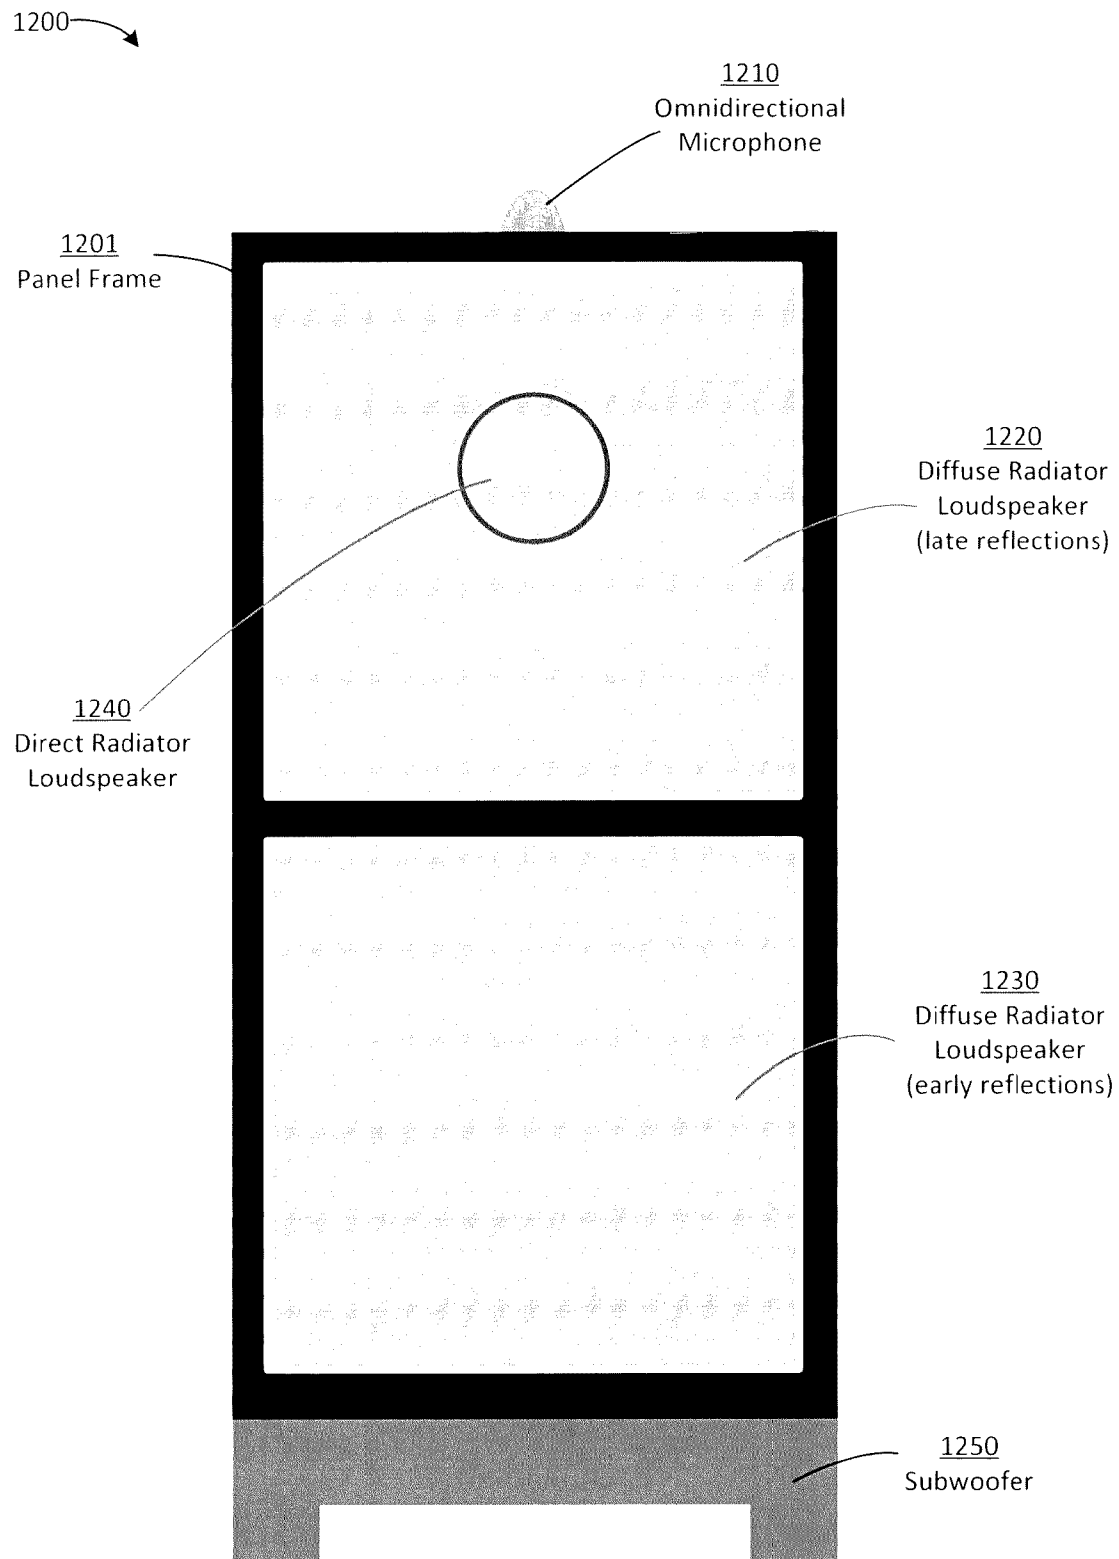 1200
1210
Omnidirectional
Microphone
1201
Panel Frame
1220
Diffuse Radiator
Loudspeaker
(late reflections)
1240
Direct Radiator
Loudspeaker
1230
Diffuse Radiator
Loudspeaker
(early reflections)
1250
Subwoofer